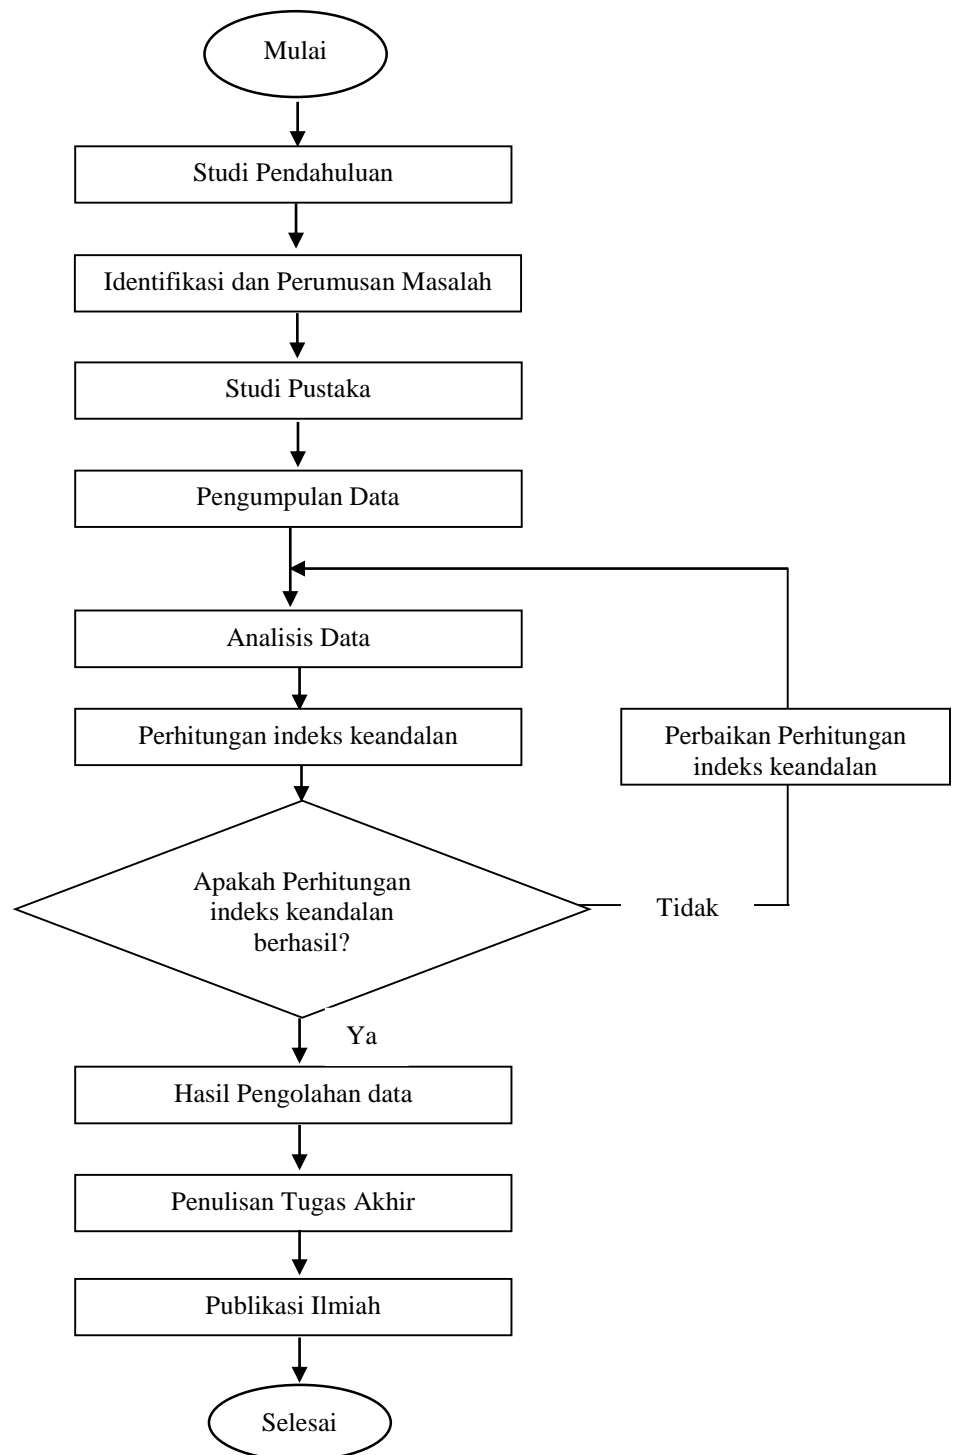 Mulai
Studi Pendahuluan
Identifikasi dan Perumusan Masalah
Studi Pustaka
Pengumpulan Data
Analisis Data
Perhitungan indeks keandalan
Perbaikan Perhitungan
indeks keandalan
Apakah Perhitungan
indeks keandalan
berhasil?
Tidak
Ya
Hasil Pengolahan data
Penulisan Tugas Akhir
Publikasi Ilmiah
Selesai